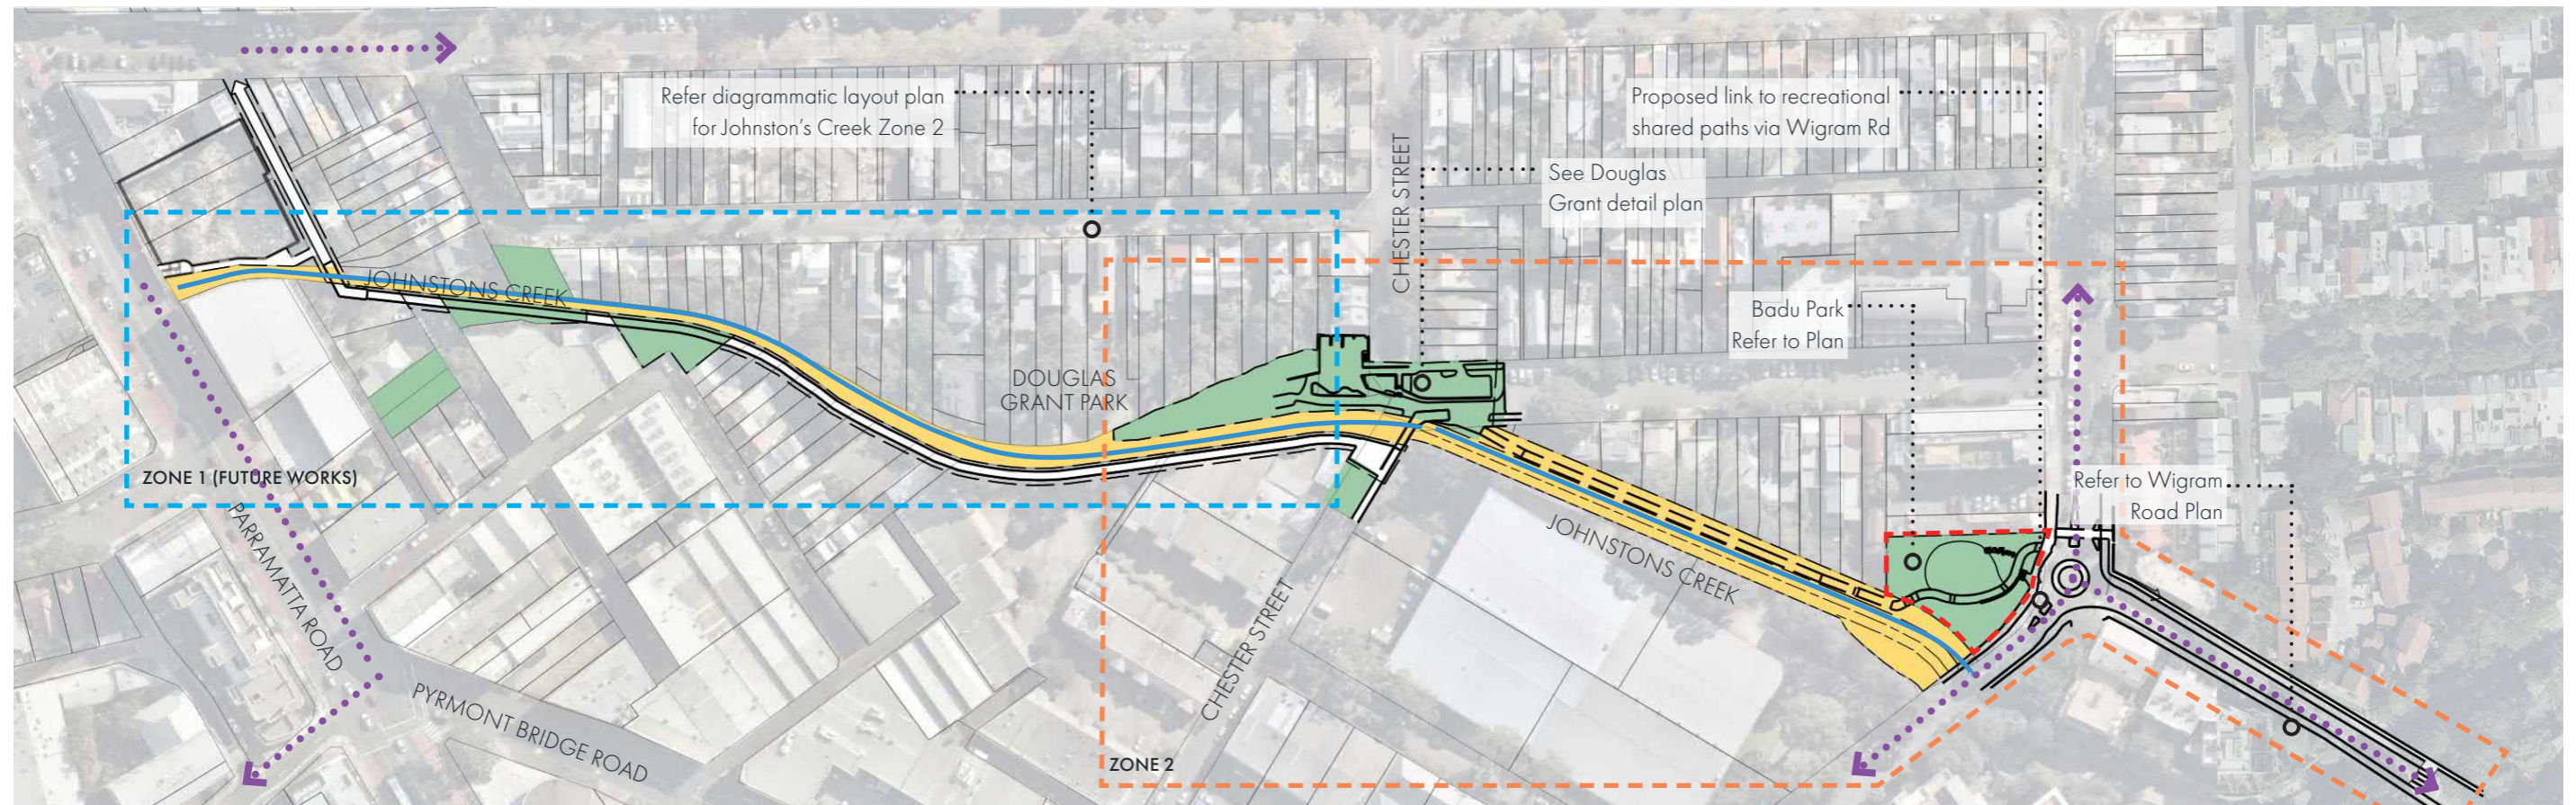 Refer diagrammatic layout plan
for Johnston's Creek Zone 2
Proposed link to recreational
shared paths via Wigram Rd
CHESTER STREET
See Douglas
Grant detail plan
JOHNSTONS CREEK
Badu Park
Refer to Plan
DOUGLAS
GRANT PARK
ZONE 1 (FUTURE WORKS)
Refer to Wigram
Road Plan
PARRAMATTA ROAD
JOHNSTONS CREEK
CHESTER STREET
PYRMONT BRIDGE ROAD
ZONE 2